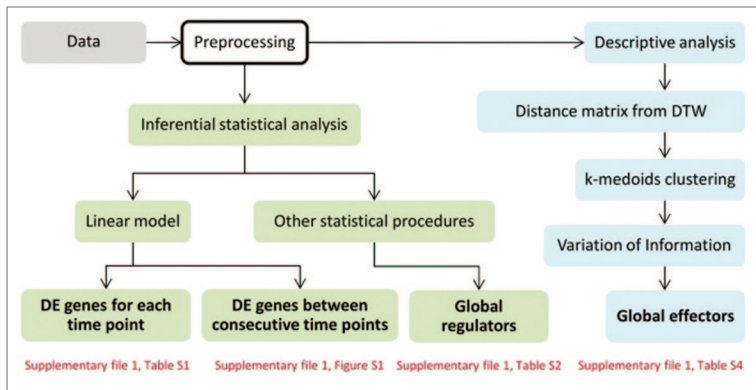 Data
Preprocessing
Descriptive analysis
Inferential statistical analysis
Distance matrix from DTW
k-medoids clustering
Linear model
Other statistical procedures
Variation of Information
DE genes for each
time point
DE genes between
consecutive time points
Global
regulators
Global effectors
Supplementary file 1, Table S1
Supplementary file 1, Figure S1
Supplementary file 1, Table S2
Supplementary file 1, Table S4